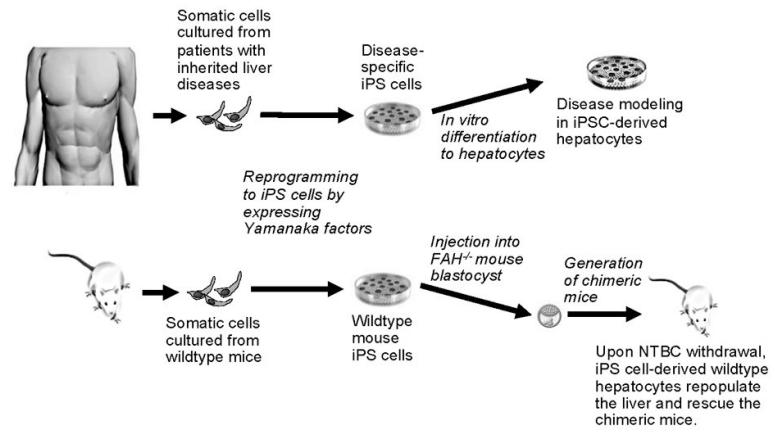 Somatic cells
cultured from
patients with
inherited liver
diseases
Disease-
specific
iPS cells
In vitro
differentiation
to hepatocytes
Disease modeling
in iPSC-derived
hepatocytes
Reprogramming
to iPS cells by
expressing
Yamanaka factors
Somatic cells
cultured from
wildtype mice
Wildtype
mouse
iPS cells
Injection into
FAH-/- mouse
blastocyst
Generation
of chimeric
mice
Upon NTBC withdrawal,
iPS cell-derived wildtype
hepatocytes repopulate
the liver and rescue the
chimeric mice.